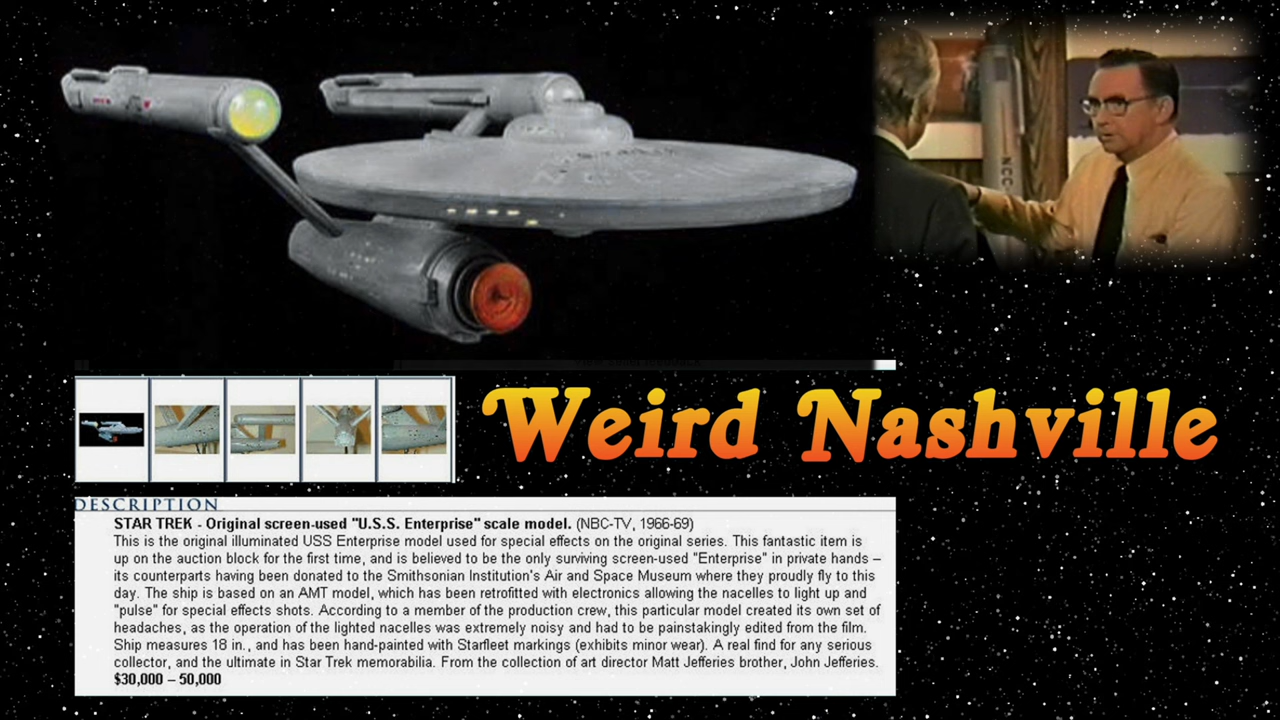 NCC-1
NCC-
Weird Nashville
DESCRIPTION
STAR TREK - Original screen-used "U.S.S. Enterprise" scale model. (NBC-TV, 1966-69)
This is the original illuminated USS Enterprise model used for special effects on the original series. This fantastic item is
up on the auction block for the first time, and is believed to be the only surviving screen-used "Enterprise" in private hands –
its counterparts having been donated to the Smithsonian Institution's Air and Space Museum where they proudly fly to this
day. The ship is based on an AMT model, which has been retrofitted with electronics allowing the nacelles to light up and
"pulse" for special effects shots. According to a member of the production crew, this particular model created its own set of
headaches, as the operation of the lighted nacelles was extremely noisy and had to be painstakingly edited from the film.
Ship measures 18 in., and has been hand-painted with Starfleet markings (exhibits minor wear). A real find for any serious
collector, and the ultimate in Star Trek memorabilia. From the collection of art director Matt Jefferies brother, John Jefferies.
$30,000 – 50,000